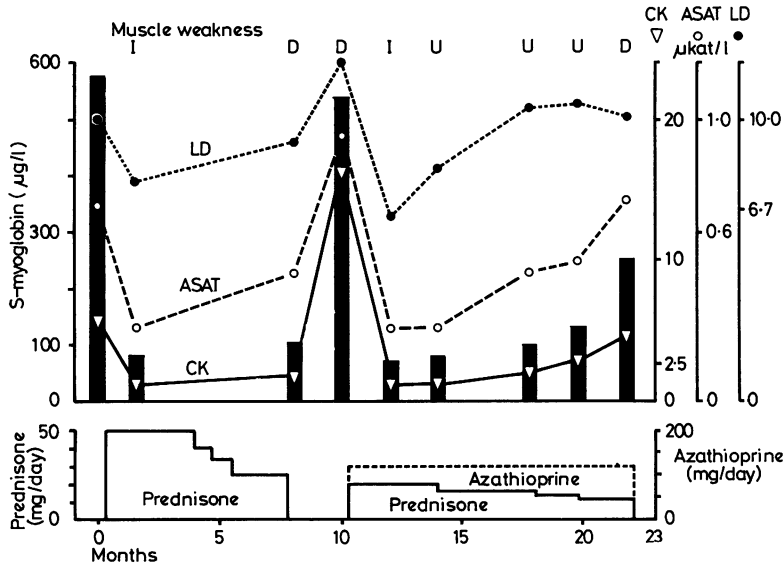 CK ASAT LD
Muscle weakness
I D D I U U U D
µkat/l
600
300
100
0
S-myoglobin (µg/l)
LD
ASAT
CK
20
10
2·5
0
1·0
0·6
0
10·0
6·7
0
50
0
Prednisone
(mg/day)
Prednisone
Azathioprine
Prednisone
200
100
0
Azathioprine
(mg/day)
0 5 10 15 20 23
Months